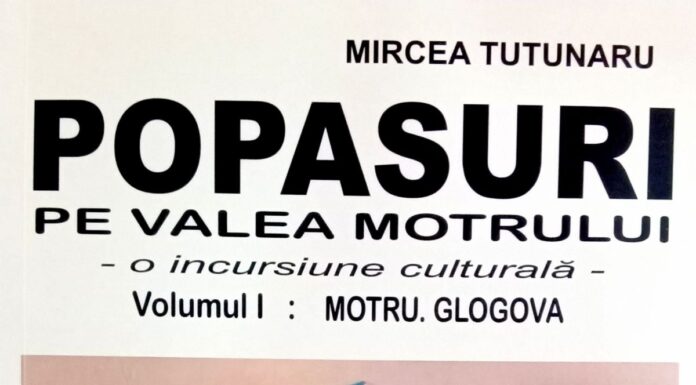 MIRCEA TUTUNARU
POPASURI
PE VALEA MOTRULUI
- o incursiune culturală -
Volumul I : MOTRU. GLOGOVA